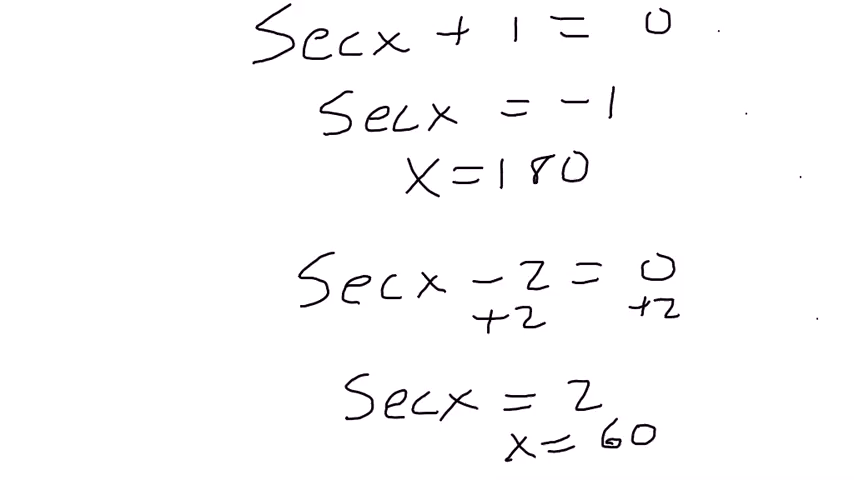 Secx + 1 = 0
Secx = -1
x = 180
Secx - 2 = 0
+2 +2
Secx = 2
x = 60